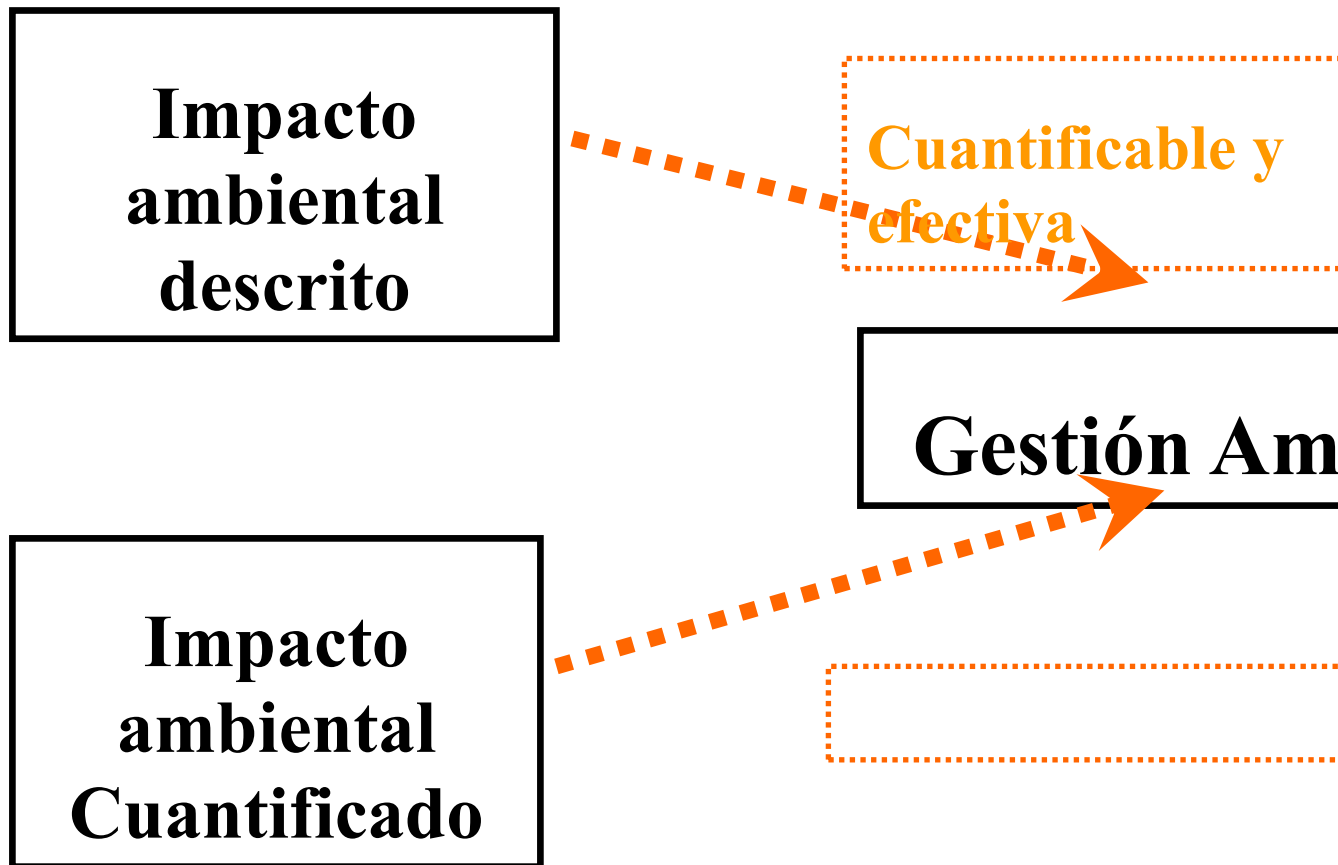 Impacto
ambiental
descrito
Cuantificable y
efectiva
Gestión Am
Impacto
ambiental
Cuantificado